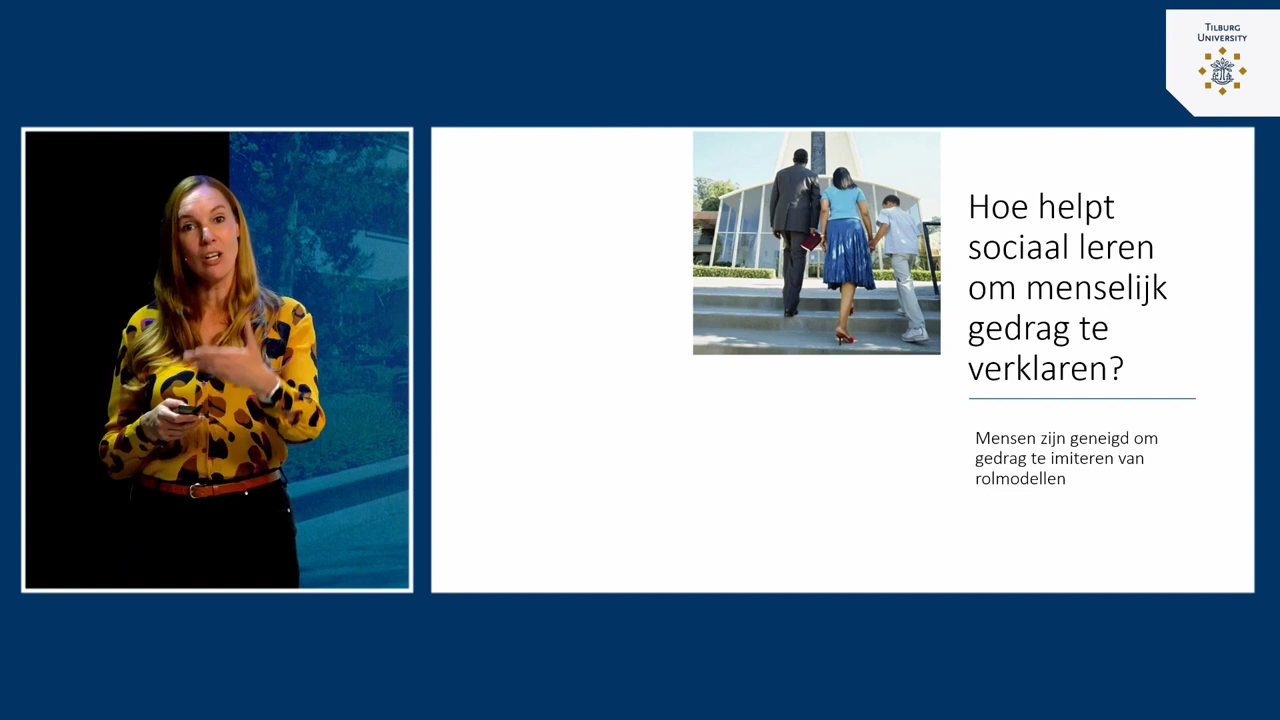 Tilburg
University
Hoe helpt
sociaal leren
om menselijk
gedrag te
verklaren?
Mensen zijn geneigd om
gedrag te imiteren van
rolmodellen